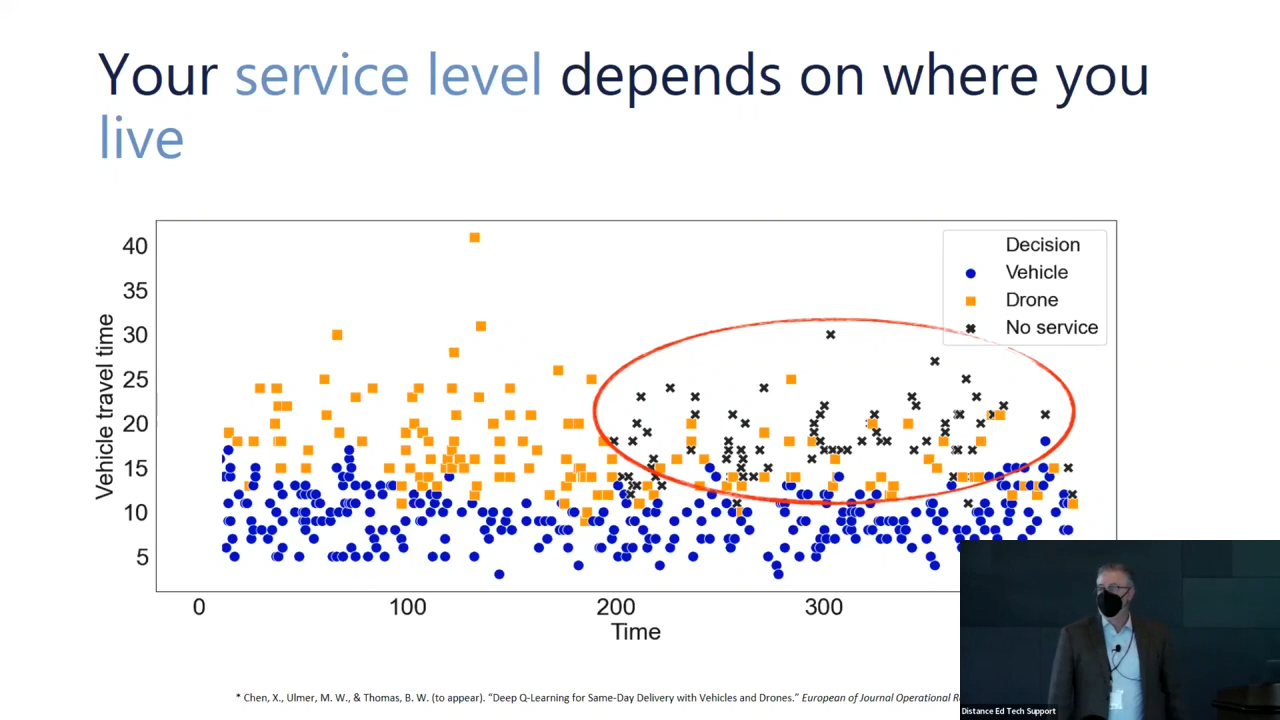 Your service level depends on where you
live
40
35
30
25
20
15
10
5
Vehicle travel time
Decision
Vehicle
Drone
No service
0 100 200 300
Time
* Chen, X., Ulmer, M. W., & Thomas, B. W. (to appear). “Deep Q-Learning for Same-Day Delivery with Vehicles and Drones.” European of Journal Operational
Distance Ed Tech Support